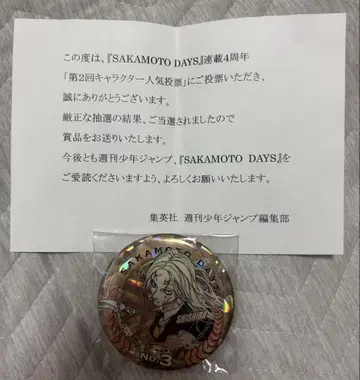 この度は、『SAKAMOTO DAYS』連載4周年
「第2回キャラクター人気投票」にご投票いただき、
誠にありがとうございます。
厳正な抽選の結果、ご当選されましたので
賞品をお送りいたします。
今後とも週刊少年ジャンプ、『SAKAMOTO DAYS』を
ご愛読くださいますよう、よろしくお願いいたします。
集英社 週刊少年ジャンプ編集部
SAKAMOTO D
No.3